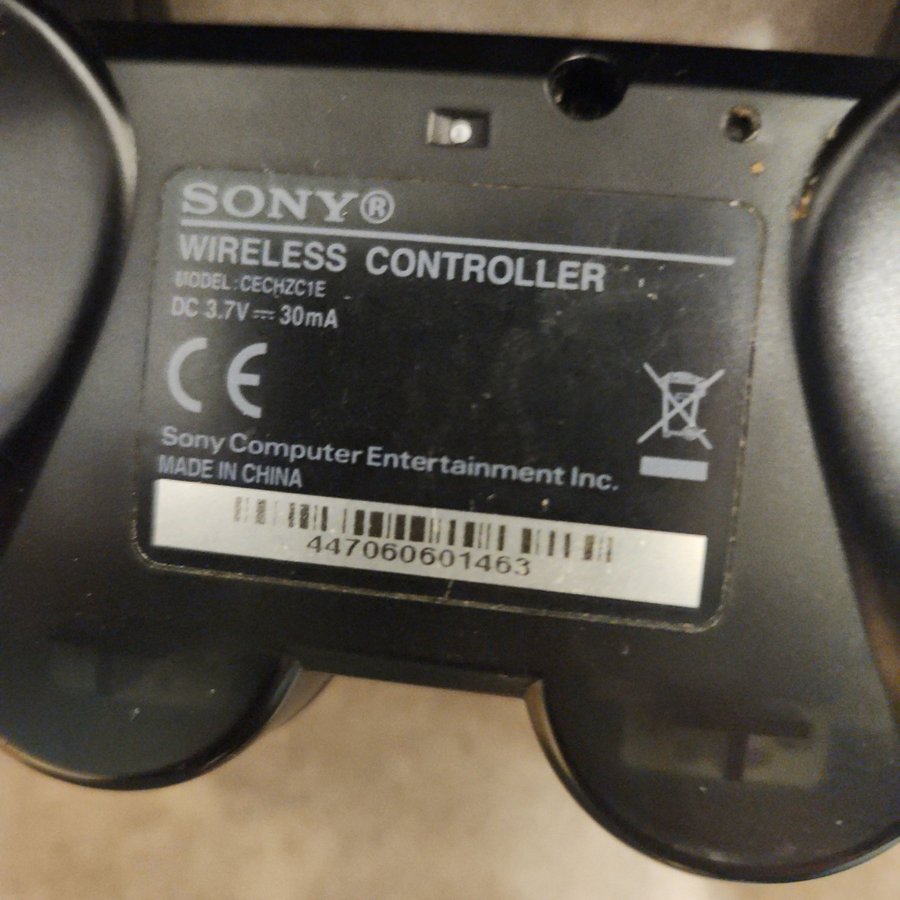 SONY®
WIRELESS CONTROLLER
MODEL:CECHZC1E
DC 3.7V ⎓ 30mA
CE
Sony Computer Entertainment Inc.
MADE IN CHINA
447060601463